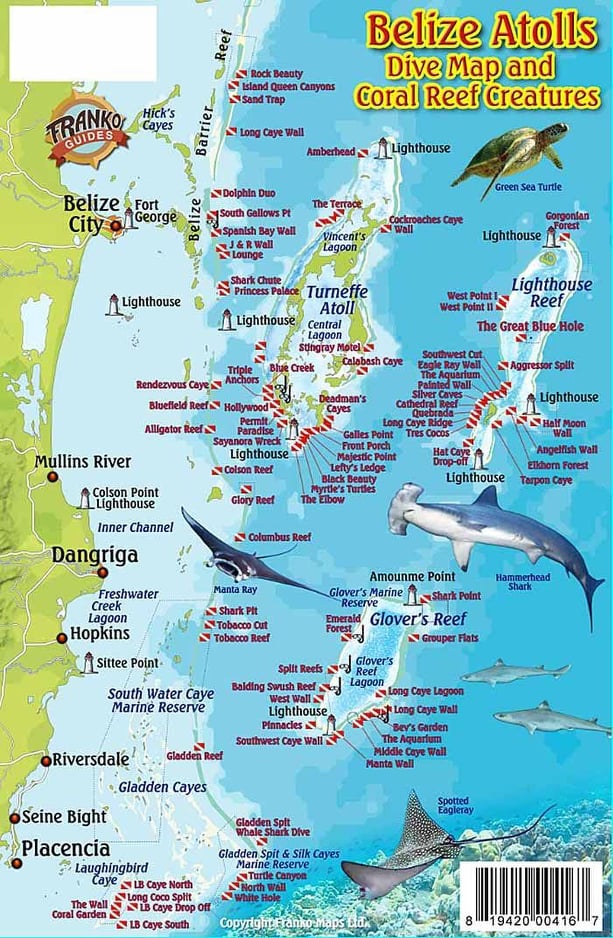 Belize Atolls
Dive Map and
Coral Reef Creatures
Reef
Barrier
Belize
Rock Beauty
Island Queen Canyons
Sand Trap
FRANKO'S
GUIDES
Hick's
Cayes
Long Caye Wall
Amberhead
Lighthouse
Green Sea Turtle
Belize
City
Fort
George
Dolphin Duo
South Gallows Pt
Spanish Bay Wall
J & R Wall
Lounge
The Terrace
Vincent's
Lagoon
Cockroaches Caye
Wall
Gorgonian
Forest
Lighthouse
Lighthouse
Reef
Shark Chute
Princess Palace
Lighthouse
Lighthouse
Turneffe
Atoll
Central
Lagoon
West Point I
West Point II
The Great Blue Hole
Stingray Motel
Calabash Caye
Blue Creek
Triple
Anchors
Rendezvous Caye
Bluefield Reef
Hollywood
Alligator Reef
Permit
Paradise
Sayanora Wreck
Lighthouse
Deadman's
Cayes
Galles Point
Front Porch
Majestic Point
Lefty's Ledge
Black Beauty
Myrtle's Turtles
The Elbow
Southwest Cut
Eagle Ray Wall
The Aquarium
Painted Wall
Silver Caves
Cathedral Reef
Quebrada
Long Caye Ridge
Tres Cocos
Aggressor Split
Lighthouse
Half Moon
Wall
Angelfish Wall
Elkhorn Forest
Tarpon Caye
Hat Caye
Drop-off
Lighthouse
Mullins River
Colson Reef
Colson Point
Lighthouse
Glory Reef
Inner Channel
Columbus Reef
Dangriga
Manta Ray
Hammerhead
Shark
Freshwater
Creek
Lagoon
Hopkins
Shark Pit
Tobacco Cut
Tobacco Reef
Sittee Point
Amounme Point
Glover's Marine
Reserve
Shark Point
Glover's Reef
Emerald
Forest
Grouper Flats
Split Reefs
Glover's
Reef
Lagoon
Balding Swush Reef
West Wall
Lighthouse
Pinnacles
Southwest Caye Wall
Long Caye Lagoon
Long Caye Wall
Bev's Garden
The Aquarium
Middle Caye Wall
Manta Wall
South Water Caye
Marine Reserve
Riversdale
Gladden Reef
Gladden Cayes
Seine Bight
Placencia
Gladden Spit
Whale Shark Dive
Spotted
Eagleray
Laughingbird
Caye
Gladden Spit & Silk Cayes
Marine Reserve
Turtle Canyon
North Wall
White Hole
LB Caye North
Long Coco Split
The Wall
LB Caye Drop Off
Coral Garden
LB Caye South
Copyright Franko Maps Ltd.
8 19420 00416 7